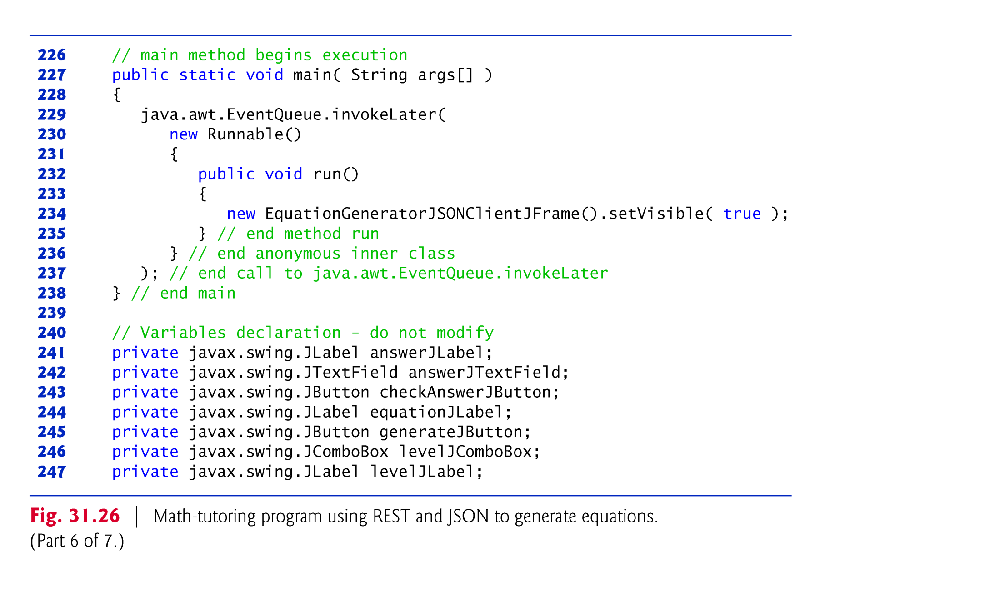 226 // main method begins execution
227 public static void main( String args[] )
228 {
229 java.awt.EventQueue.invokeLater(
230 new Runnable()
231 {
232 public void run()
233 {
234 new EquationGeneratorJSONClientJFrame().setVisible( true );
235 } // end method run
236 } // end anonymous inner class
237 ); // end call to java.awt.EventQueue.invokeLater
238 } // end main
239
240 // Variables declaration - do not modify
241 private javax.swing.JLabel answerJLabel;
242 private javax.swing.JTextField answerJTextField;
243 private javax.swing.JButton checkAnswerJButton;
244 private javax.swing.JLabel equationJLabel;
245 private javax.swing.JButton generateJButton;
246 private javax.swing.JComboBox levelJComboBox;
247 private javax.swing.JLabel levelJLabel;
Fig. 31.26 | Math-tutoring program using REST and JSON to generate equations.
(Part 6 of 7.)